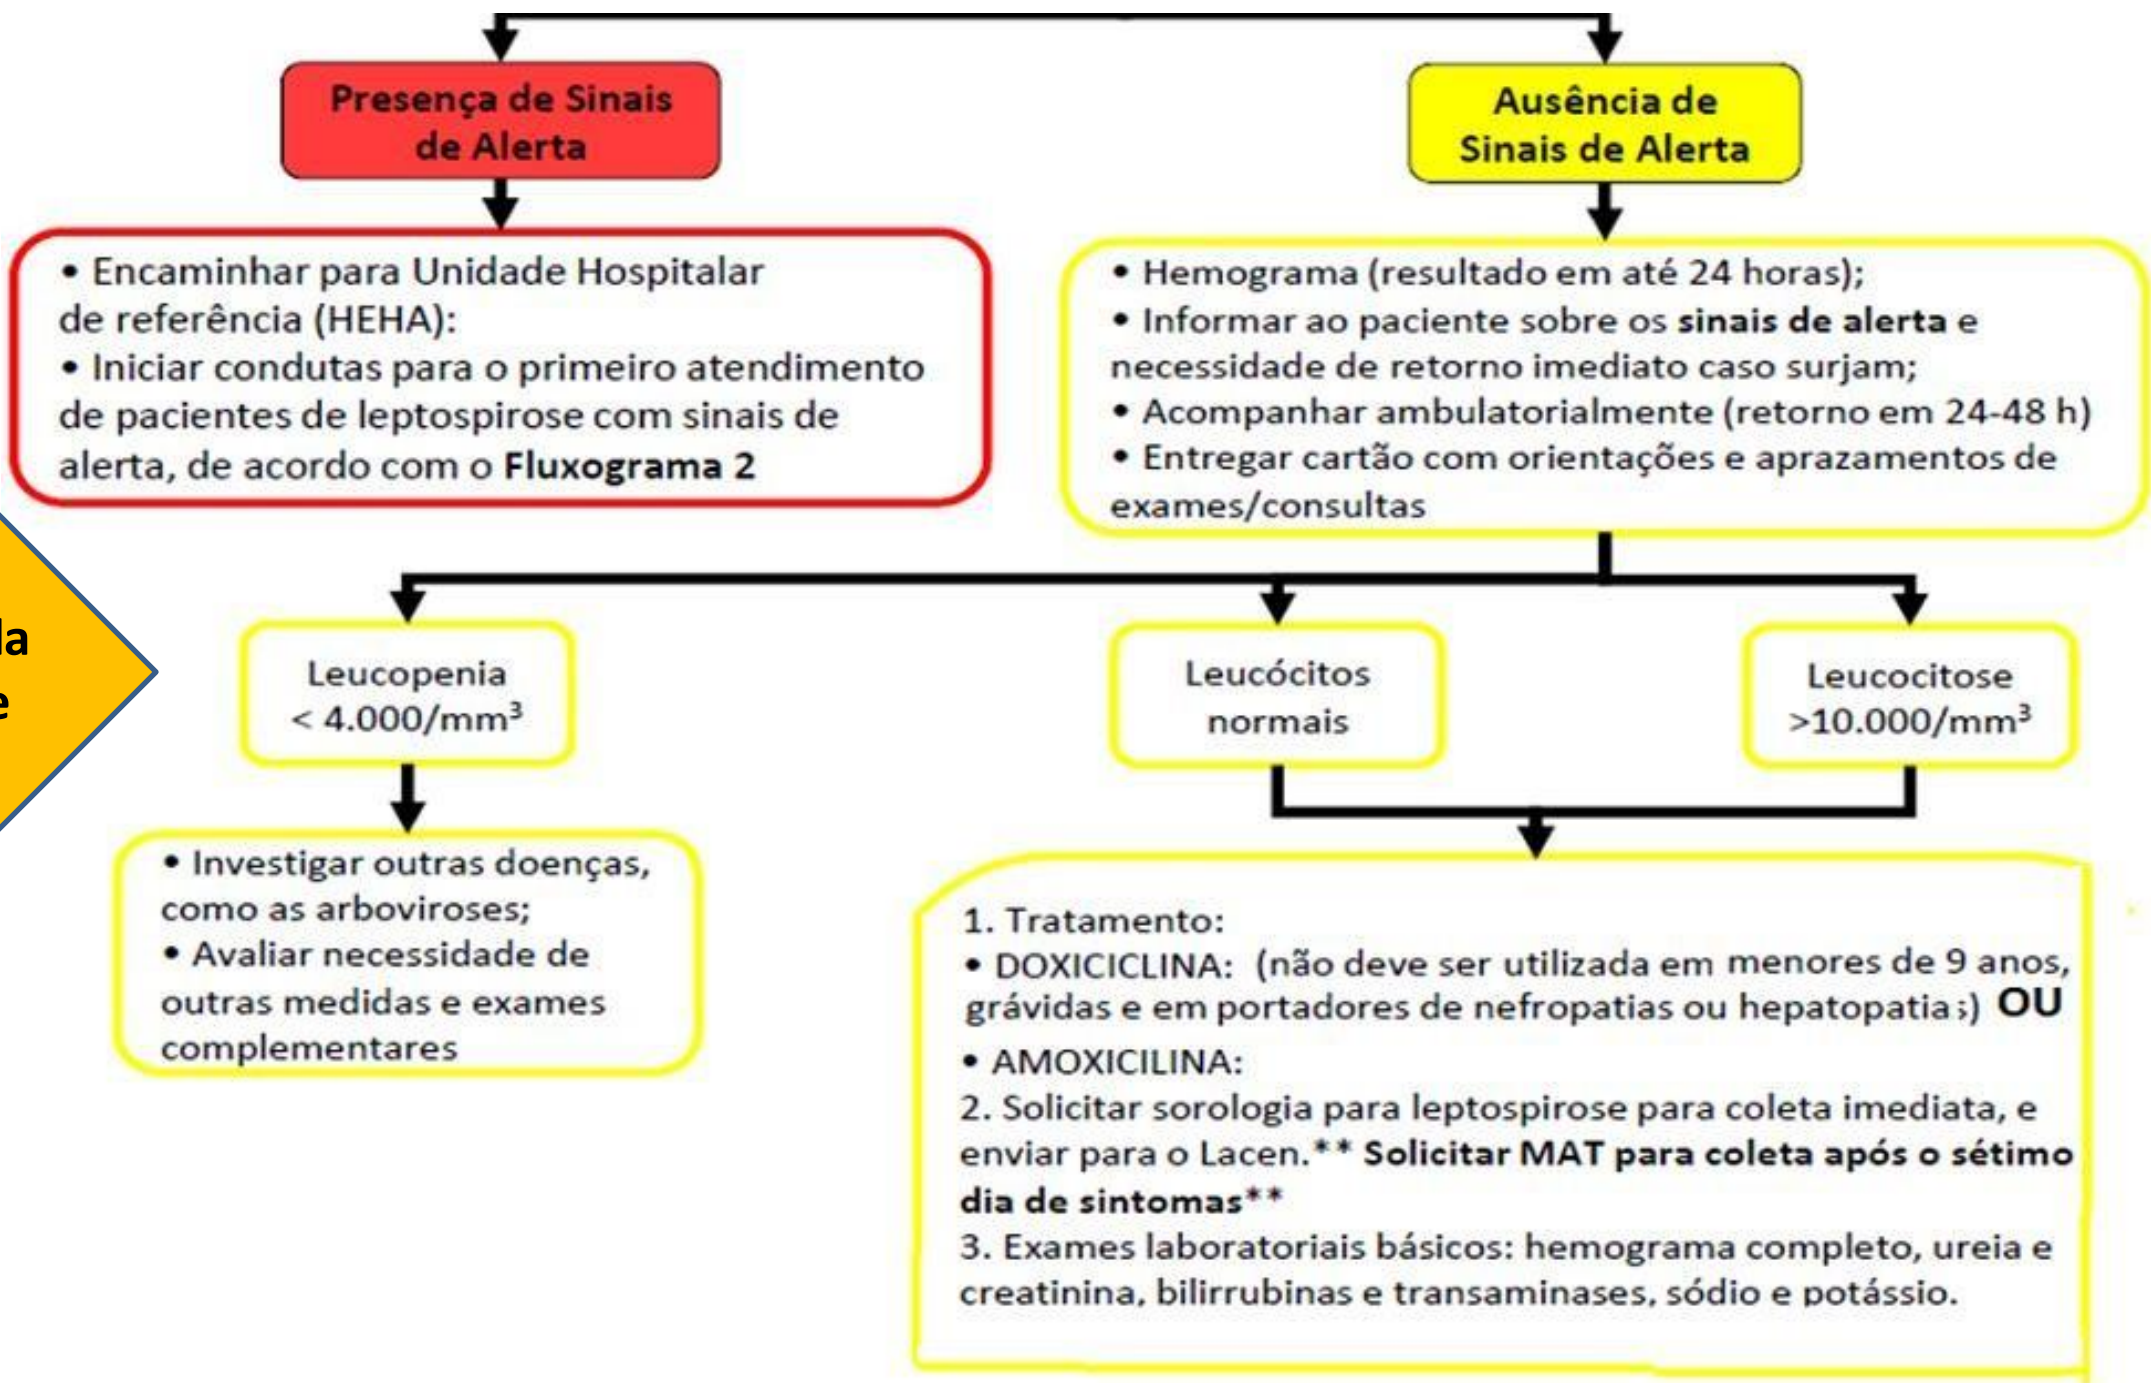 Presença de Sinais
de Alerta
Ausência de
Sinais de Alerta
• Encaminhar para Unidade Hospitalar
de referência (HEHA):
• Iniciar condutas para o primeiro atendimento
de pacientes de leptospirose com sinais de
alerta, de acordo com o Fluxograma 2
• Hemograma (resultado em até 24 horas);
• Informar ao paciente sobre os sinais de alerta e
necessidade de retorno imediato caso surjam;
• Acompanhar ambulatorialmente (retorno em 24-48 h)
• Entregar cartão com orientações e aprazamentos de
exames/consultas
Leucopenia
< 4.000/mm³
Leucócitos
normais
Leucocitose
>10.000/mm³
• Investigar outras doenças,
como as arboviroses;
• Avaliar necessidade de
outras medidas e exames
complementares
1. Tratamento:
• DOXICICLINA: (não deve ser utilizada em menores de 9 anos,
grávidas e em portadores de nefropatias ou hepatopatia;) OU
• AMOXICILINA:
2. Solicitar sorologia para leptospirose para coleta imediata, e
enviar para o Lacen.** Solicitar MAT para coleta após o sétimo
dia de sintomas**
3. Exames laboratoriais básicos: hemograma completo, ureia e
creatinina, bilirrubinas e transaminases, sódio e potássio.